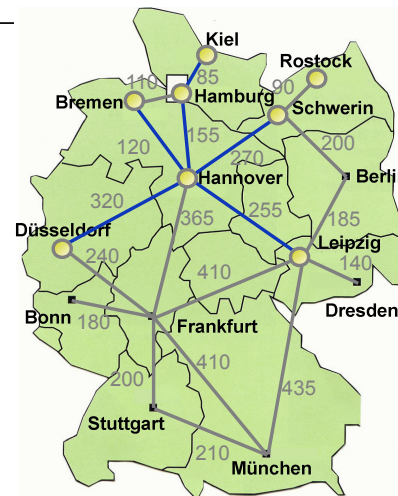 Kiel
Rostock
110
85
90
Bremen
Hamburg
Schwerin
155
120
270
200
Hannover
Berli
320
365
255
185
Düsseldorf
Leipzig
240
410
140
Dresden
Bonn
180
Frankfurt
410
200
435
Stuttgart
210
München